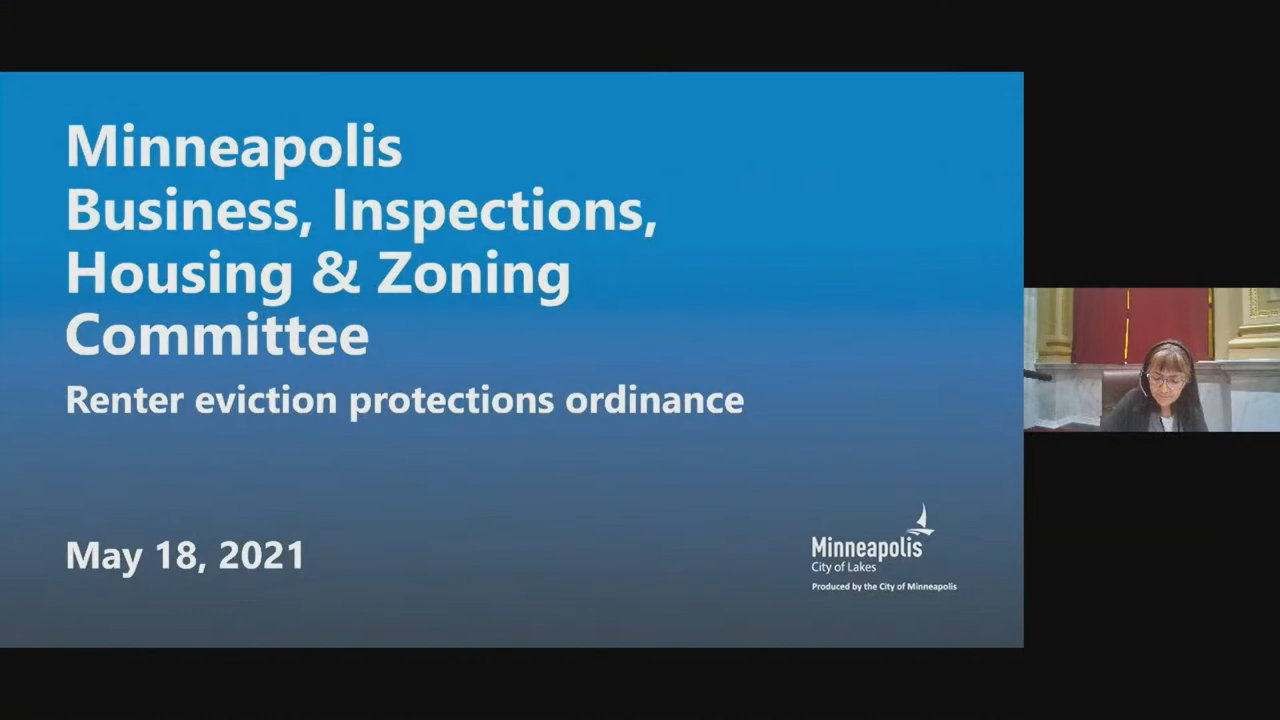 Minneapolis
Business, Inspections,
Housing & Zoning
Committee
Renter eviction protections ordinance
May 18, 2021
Minneapolis
City of Lakes
Produced by the City of Minneapolis